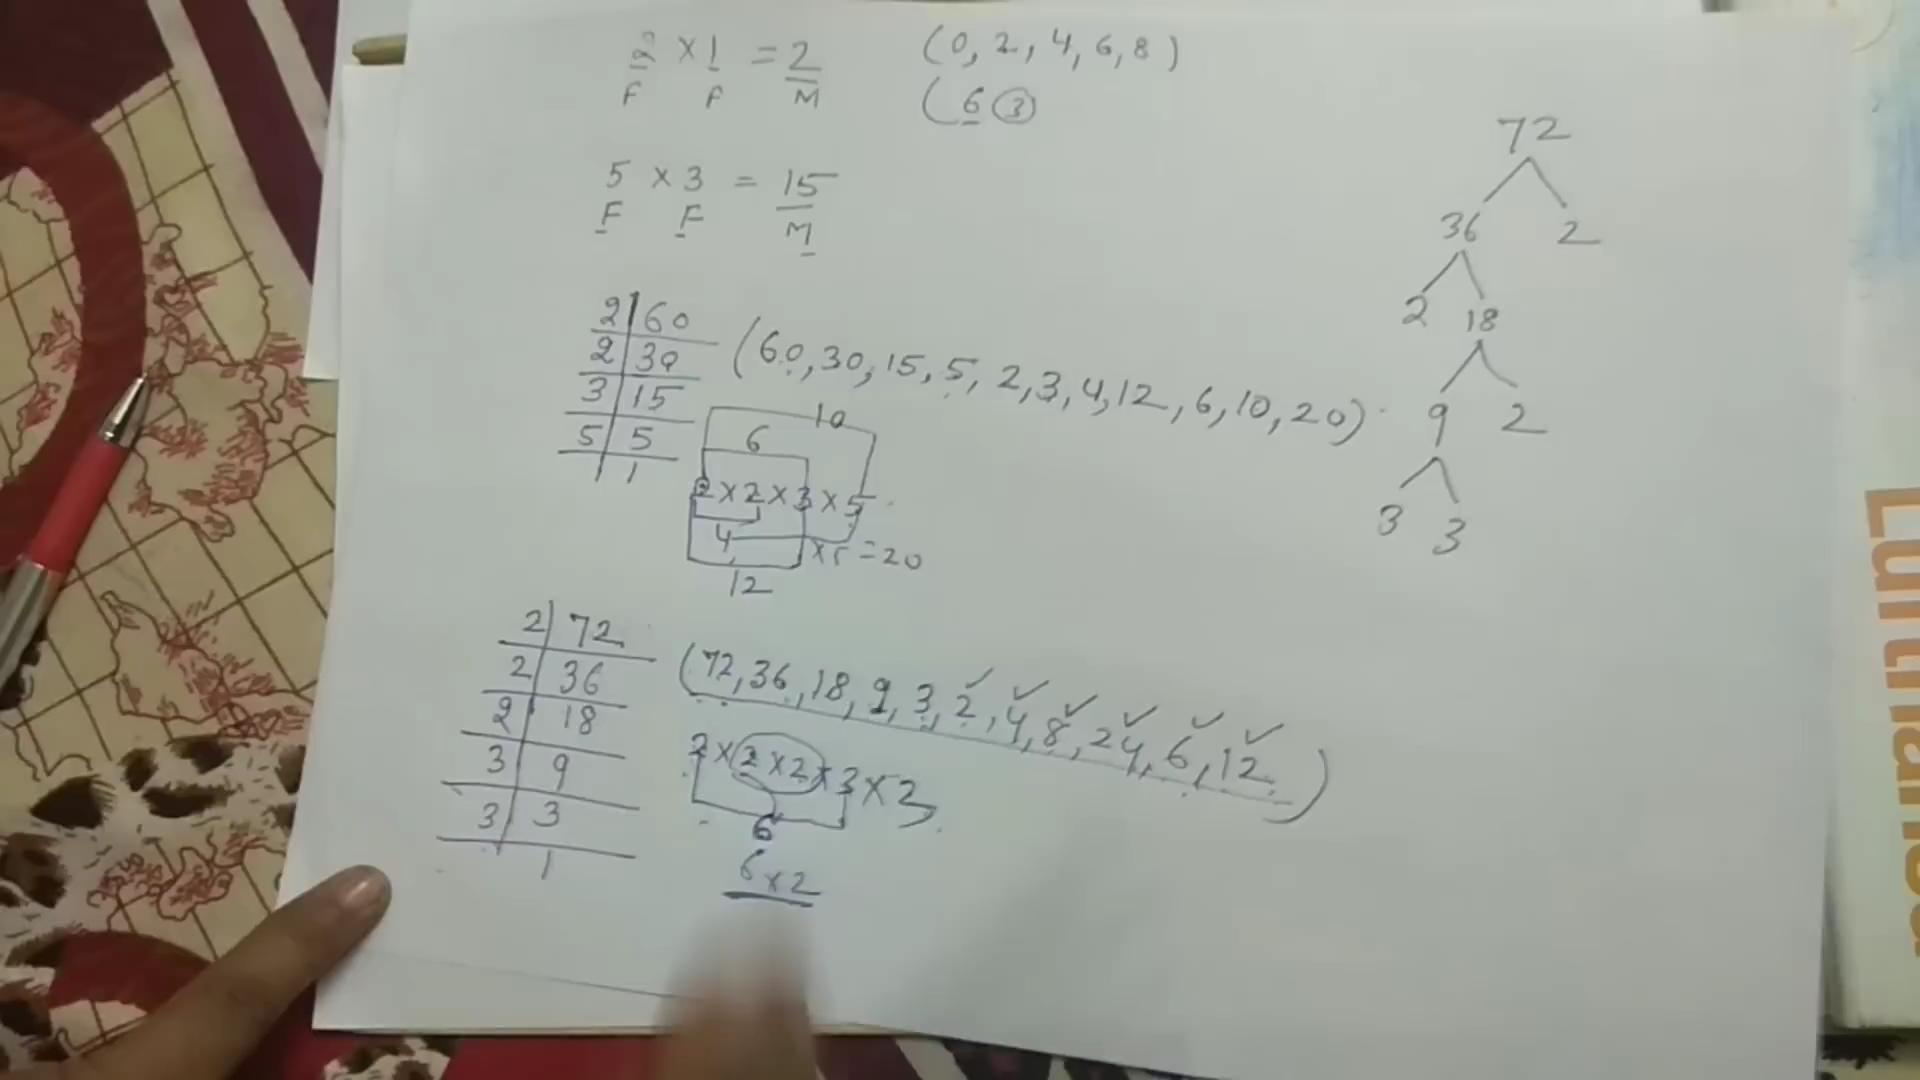 2 × 1 = 2 (0, 2, 4, 6, 8)
F F M (6 3
5 × 3 = 15
F F M
2 | 60
2 | 30
3 | 15
5 | 5
1
(60, 30, 15, 5, 2, 3, 4, 12, 6, 10, 20)
10
6
2 × 2 × 3 × 5
4 × 5 = 20
12
2 | 72
2 | 36
2 | 18
3 | 9
3 | 3
1
(72, 36, 18, 9, 3, 2, 4, 8, 24, 6, 12)
2 × 2 × 2 × 3 × 3
6
6 × 2
72
36 2
2 18
9 2
3 3
Lufthansa